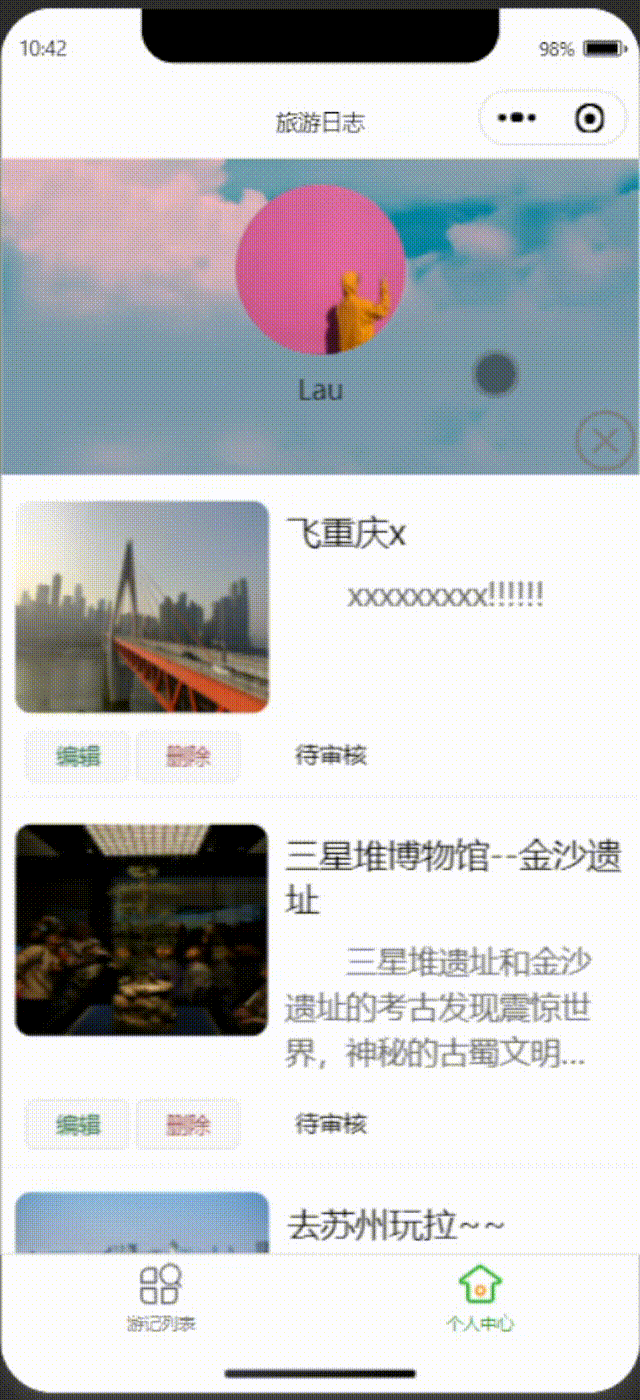 10:42
98%
旅游日志
Lau
飞重庆x
xxxxxxxxx!!!!!!
编辑 删除 待审核
三星堆博物馆--金沙遗
址
三星堆遗址和金沙
遗址的考古发现震惊世
界，神秘的古蜀文明...
编辑 删除 待审核
去苏州玩拉~~
游记列表 个人中心